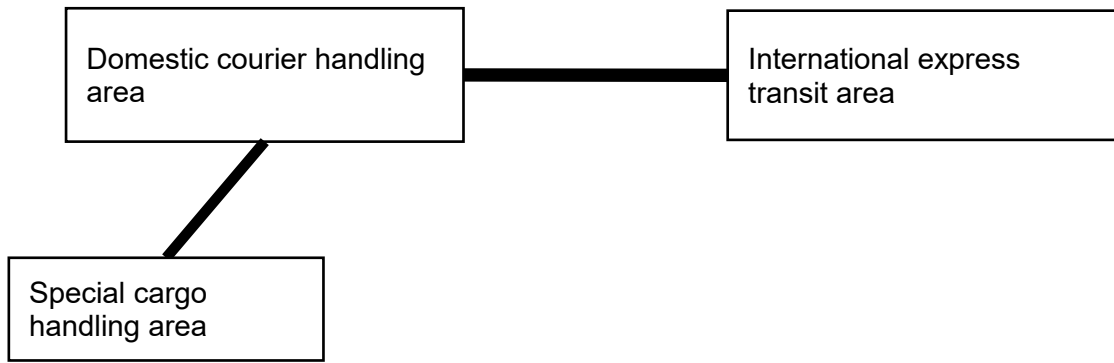 Domestic courier handling
area
International express
transit area
Special cargo
handling area